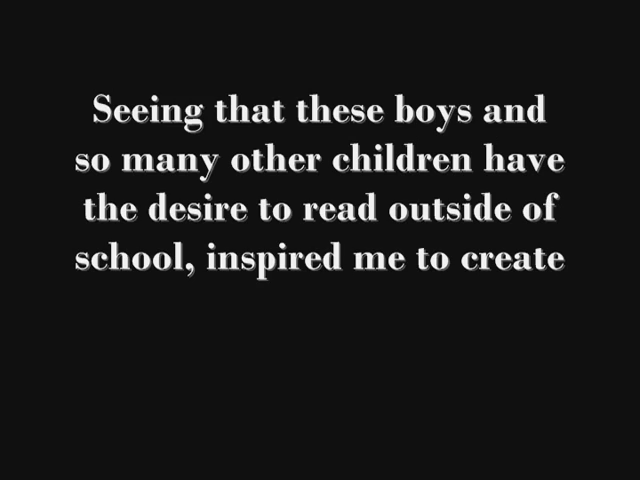 Seeing that these boys and
so many other children have
the desire to read outside of
school, inspired me to create